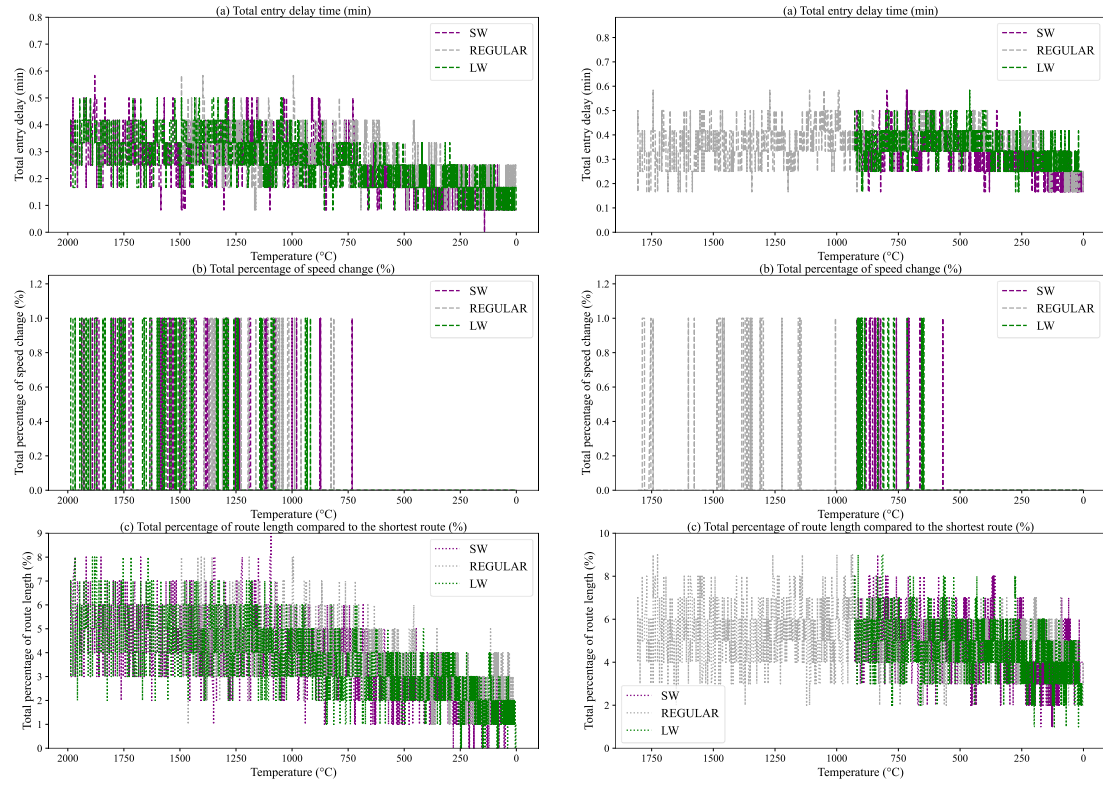 (a) Total entry delay time (min)
Total entry delay (min)
0.8
0.7
0.6
0.5
0.4
0.3
0.2
0.1
0.0
SW
REGULAR
LW
2000 1750 1500 1250 1000 750 500 250 0
Temperature (°C)
(b) Total percentage of speed change (%)
Total percentage of speed change (%)
1.2
1.0
0.8
0.6
0.4
0.2
0.0
SW
REGULAR
LW
2000 1750 1500 1250 1000 750 500 250 0
Temperature (°C)
(c) Total percentage of route length compared to the shortest route (%)
Total percentage of route length (%)
9
8
7
6
5
4
3
2
1
0
SW
REGULAR
LW
2000 1750 1500 1250 1000 750 500 250 0
Temperature (°C)
(a) Total entry delay time (min)
Total entry delay (min)
0.8
0.7
0.6
0.5
0.4
0.3
0.2
0.1
0.0
SW
REGULAR
LW
1750 1500 1250 1000 750 500 250 0
Temperature (°C)
(b) Total percentage of speed change (%)
Total percentage of speed change (%)
1.2
1.0
0.8
0.6
0.4
0.2
0.0
SW
REGULAR
LW
1750 1500 1250 1000 750 500 250 0
Temperature (°C)
(c) Total percentage of route length compared to the shortest route (%)
Total percentage of route length (%)
10
8
6
4
2
0
SW
REGULAR
LW
1750 1500 1250 1000 750 500 250 0
Temperature (°C)